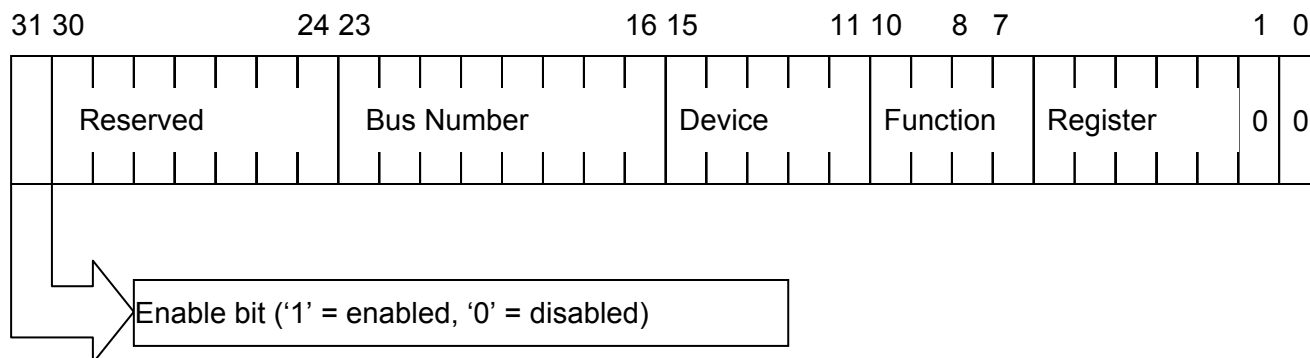 31 30 24 23 16 15 11 10 8 7 1 0
Reserved Bus Number Device Function Register 0 0
Enable bit (‘1’ = enabled, ‘0’ = disabled)